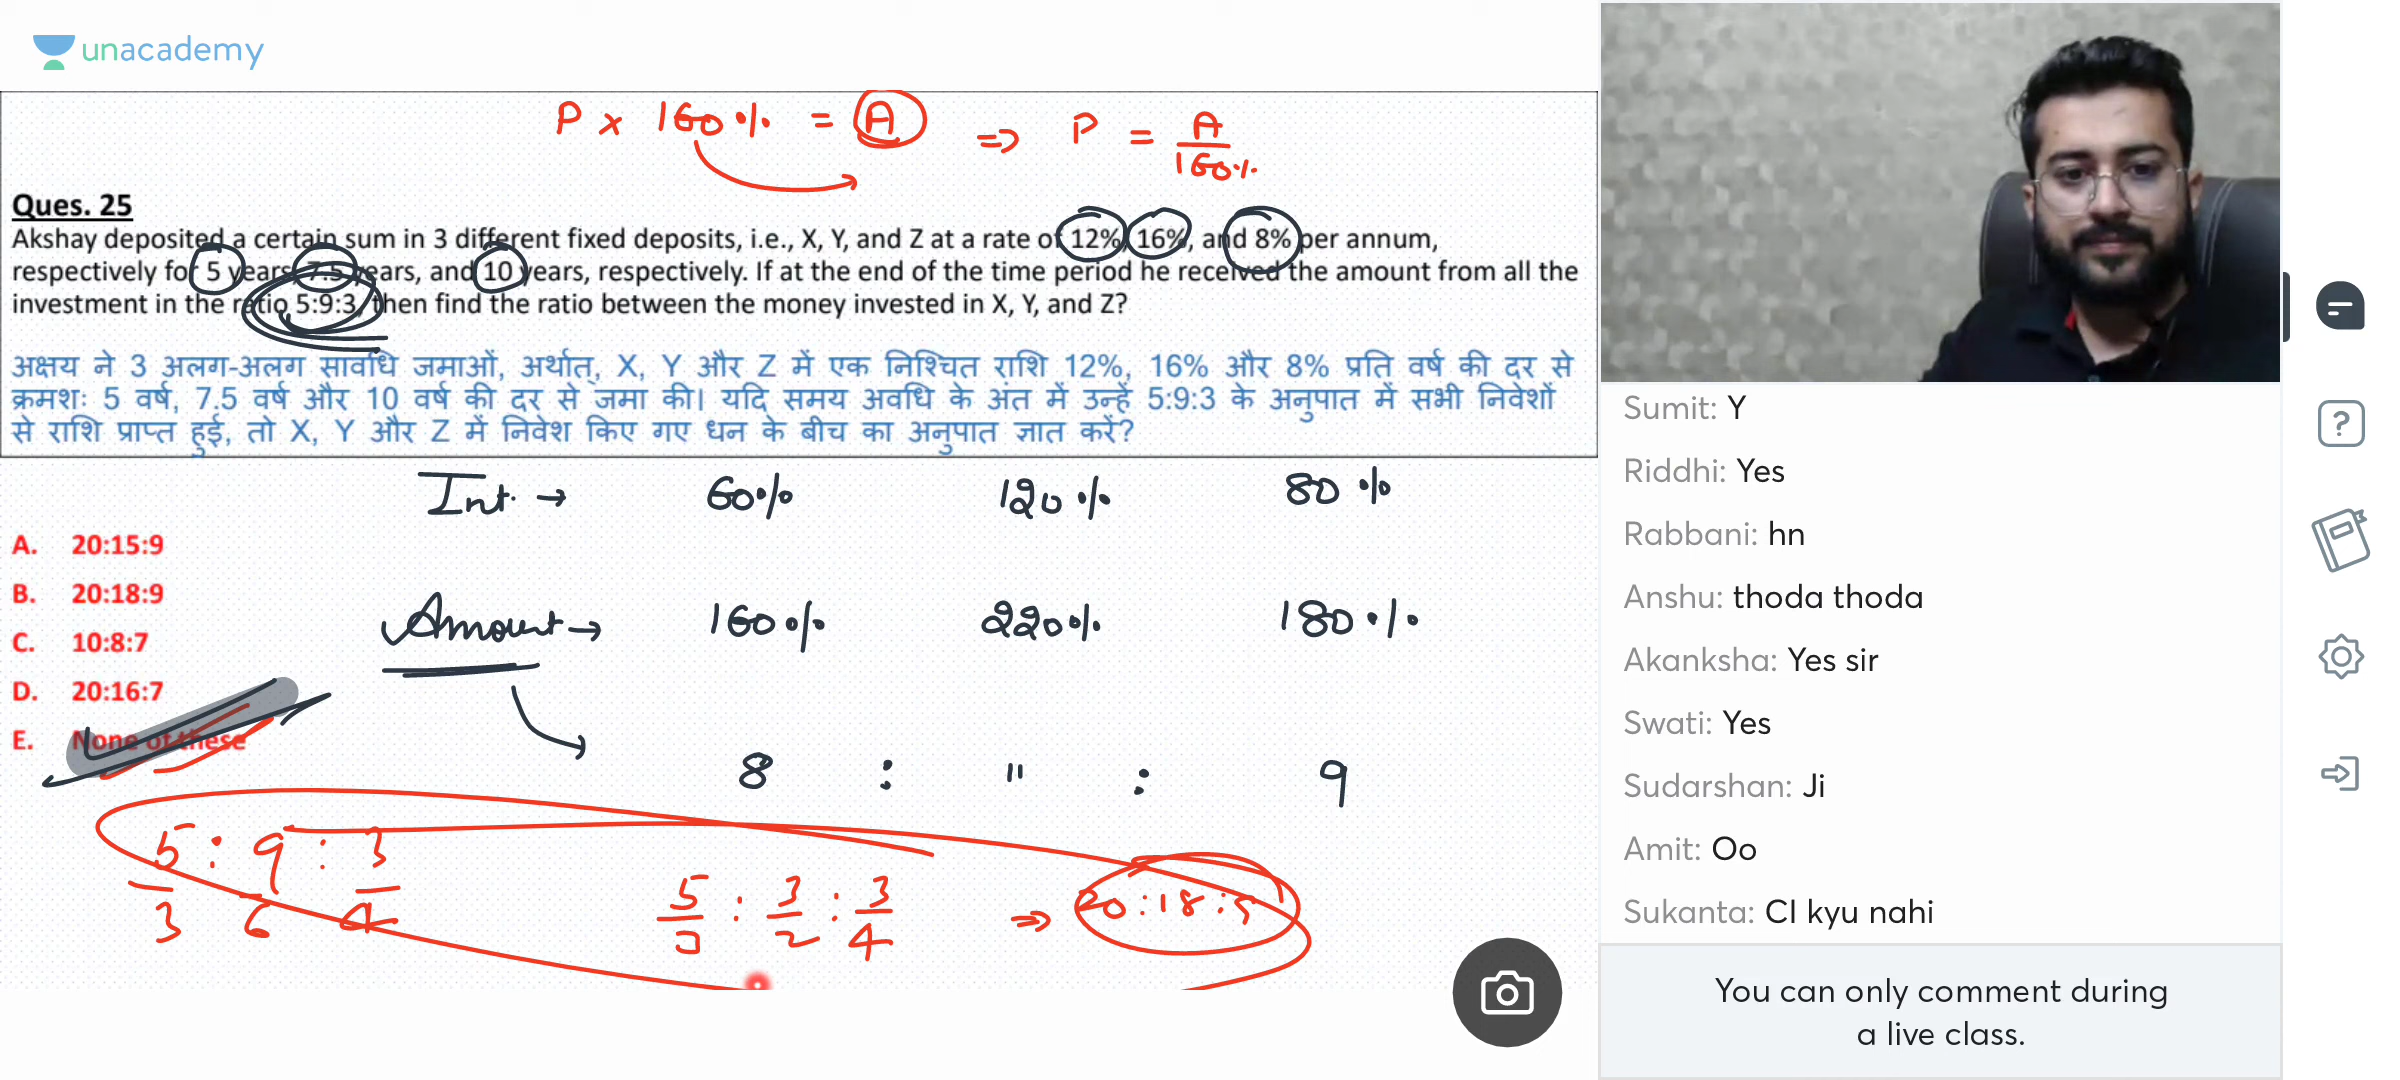 unacademy
P x 160% = A => P = A/160%
Ques. 25
Akshay deposited a certain sum in 3 different fixed deposits, i.e., X, Y, and Z at a rate of 12%, 16%, and 8% per annum,
respectively for 5 years, 7.5 years, and 10 years, respectively. If at the end of the time period he received the amount from all the
investment in the ratio 5:9:3, then find the ratio between the money invested in X, Y, and Z?
अक्षय ने 3 अलग-अलग सावधि जमाओं, अर्थात्, X, Y और Z में एक निश्चित राशि 12%, 16% और 8% प्रति वर्ष की दर से
क्रमशः 5 वर्ष, 7.5 वर्ष और 10 वर्ष की दर से जमा की। यदि समय अवधि के अंत में उन्हें 5:9:3 के अनुपात में सभी निवेशों
से राशि प्राप्त हुई, तो X, Y और Z में निवेश किए गए धन के बीच का अनुपात ज्ञात करें?
Int. → 60% 120% 80%
A. 20:15:9
B. 20:18:9
Amount → 160% 220% 180%
C. 10:8:7
D. 20:16:7
E. None of these
8 : 11 : 9
5/3 : 9/6 : 3/4
5/3 : 3/2 : 3/4 => 20:18:9
Sumit: Y
Riddhi: Yes
Rabbani: hn
Anshu: thoda thoda
Akanksha: Yes sir
Swati: Yes
Sudarshan: Ji
Amit: Oo
Sukanta: CI kyu nahi
You can only comment during
a live class.